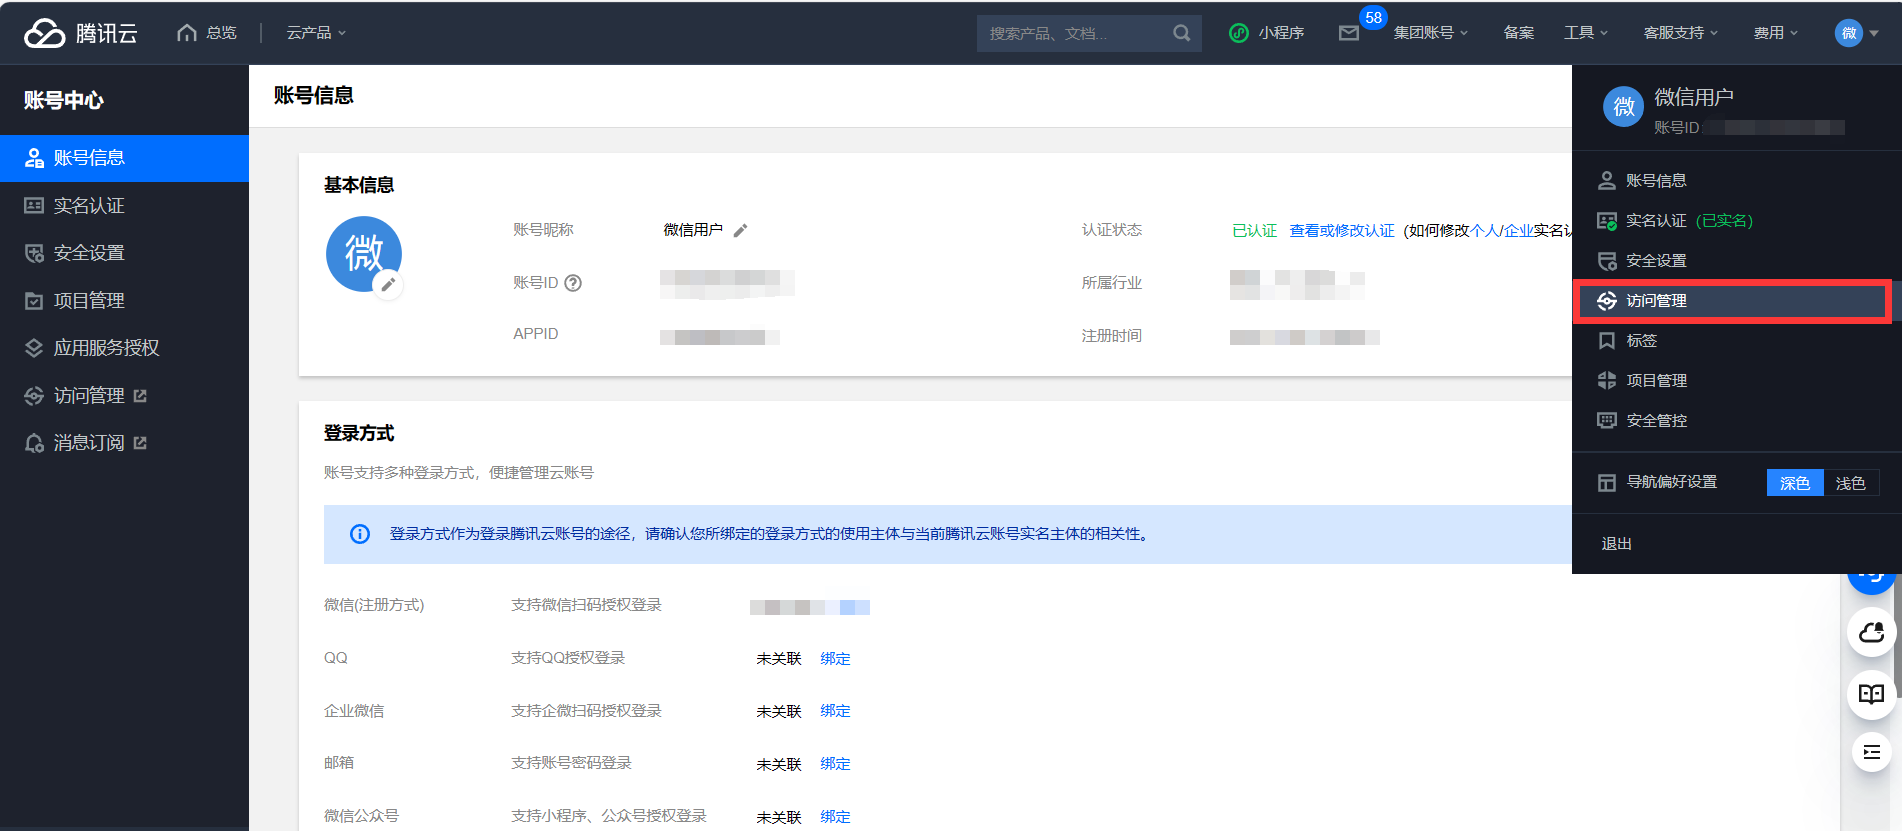 腾讯云 总览 云产品 搜索产品、文档... 小程序 58 集团账号 备案 工具 客服支持 费用 微
账号中心
账号信息
实名认证
安全设置
项目管理
应用服务授权
访问管理
消息订阅
账号信息
基本信息
微
账号昵称 微信用户 认证状态 已认证 查看或修改认证 (如何修改个人/企业实名认
账号ID 所属行业
APPID 注册时间
登录方式
账号支持多种登录方式，便捷管理云账号
登录方式作为登录腾讯云账号的途径，请确认您所绑定的登录方式的使用主体与当前腾讯云账号实名主体的相关性。
微信(注册方式) 支持微信扫码授权登录
QQ 支持QQ授权登录 未关联 绑定
企业微信 支持企微扫码授权登录 未关联 绑定
邮箱 支持账号密码登录 未关联 绑定
微信公众号 支持小程序、公众号授权登录 未关联 绑定
微 微信用户
账号ID:
账号信息
实名认证 (已实名)
安全设置
访问管理
标签
项目管理
安全管控
导航偏好设置 深色 浅色
退出